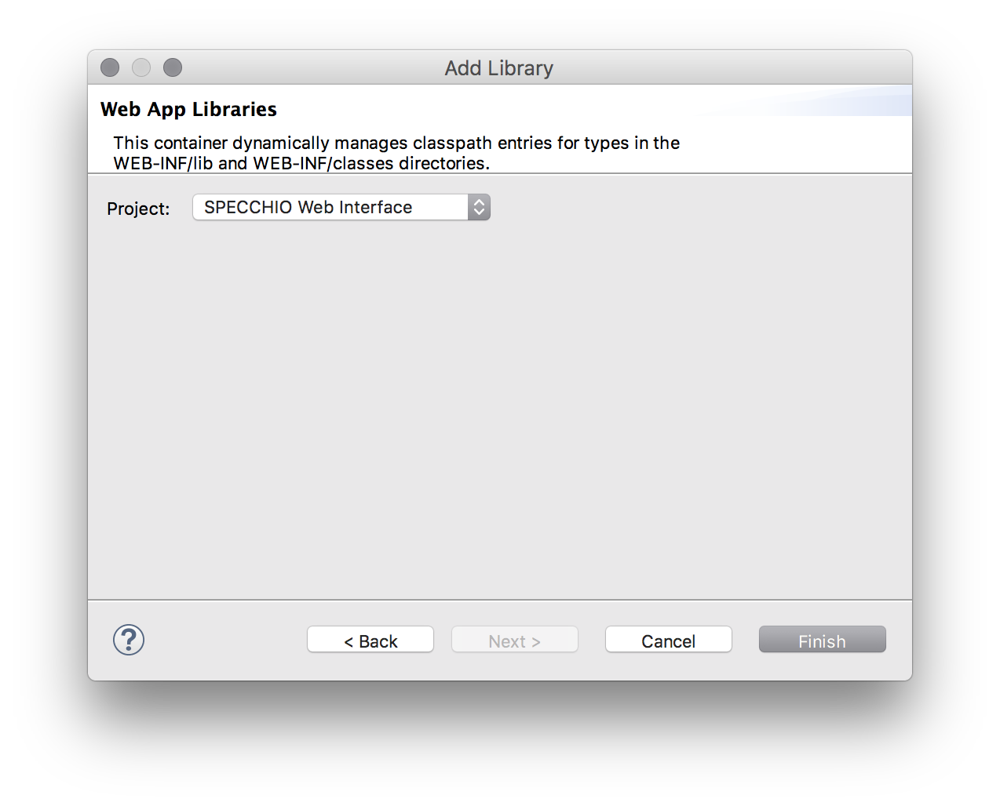 Add Library
Web App Libraries
This container dynamically manages classpath entries for types in the
WEB-INF/lib and WEB-INF/classes directories.
Project: SPECCHIO Web Interface
? < Back Next > Cancel Finish